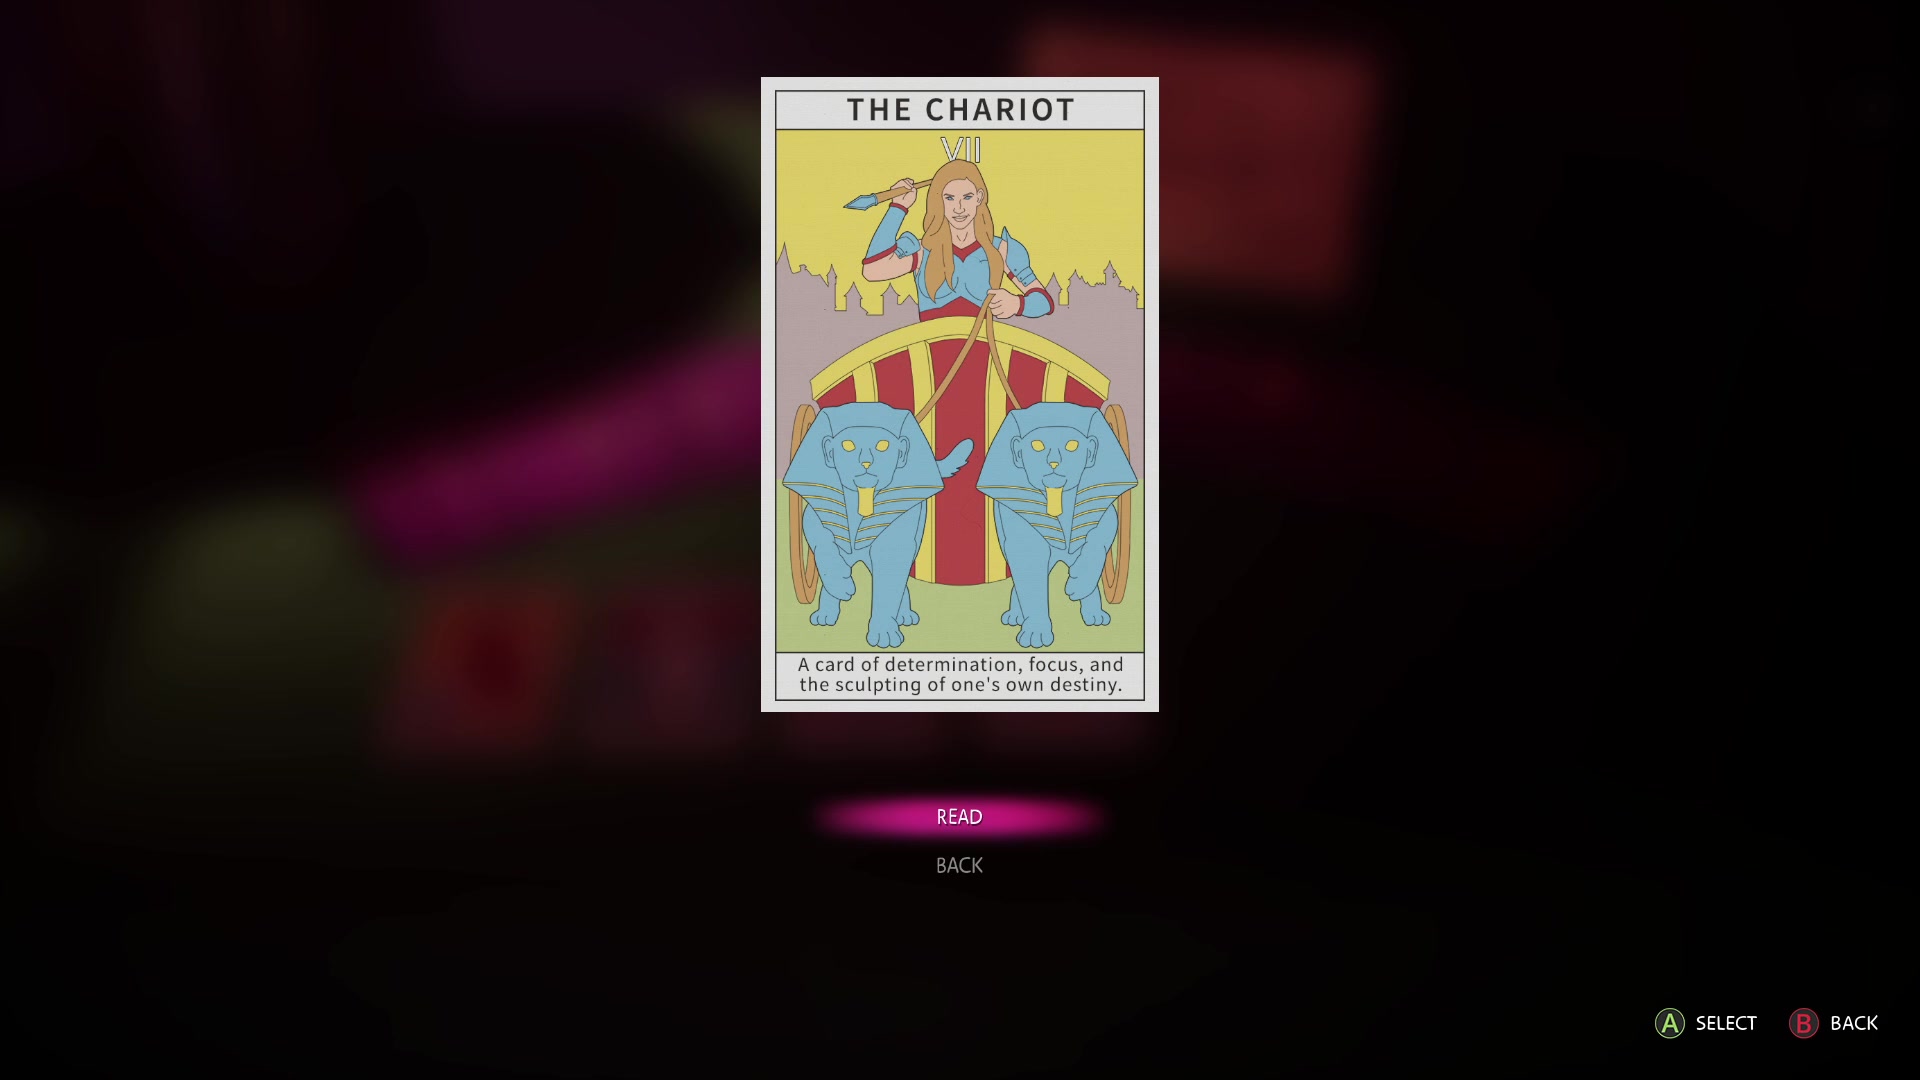 THE CHARIOT
VII
A card of determination, focus, and
the sculpting of one's own destiny.
READ
BACK
A SELECT B BACK